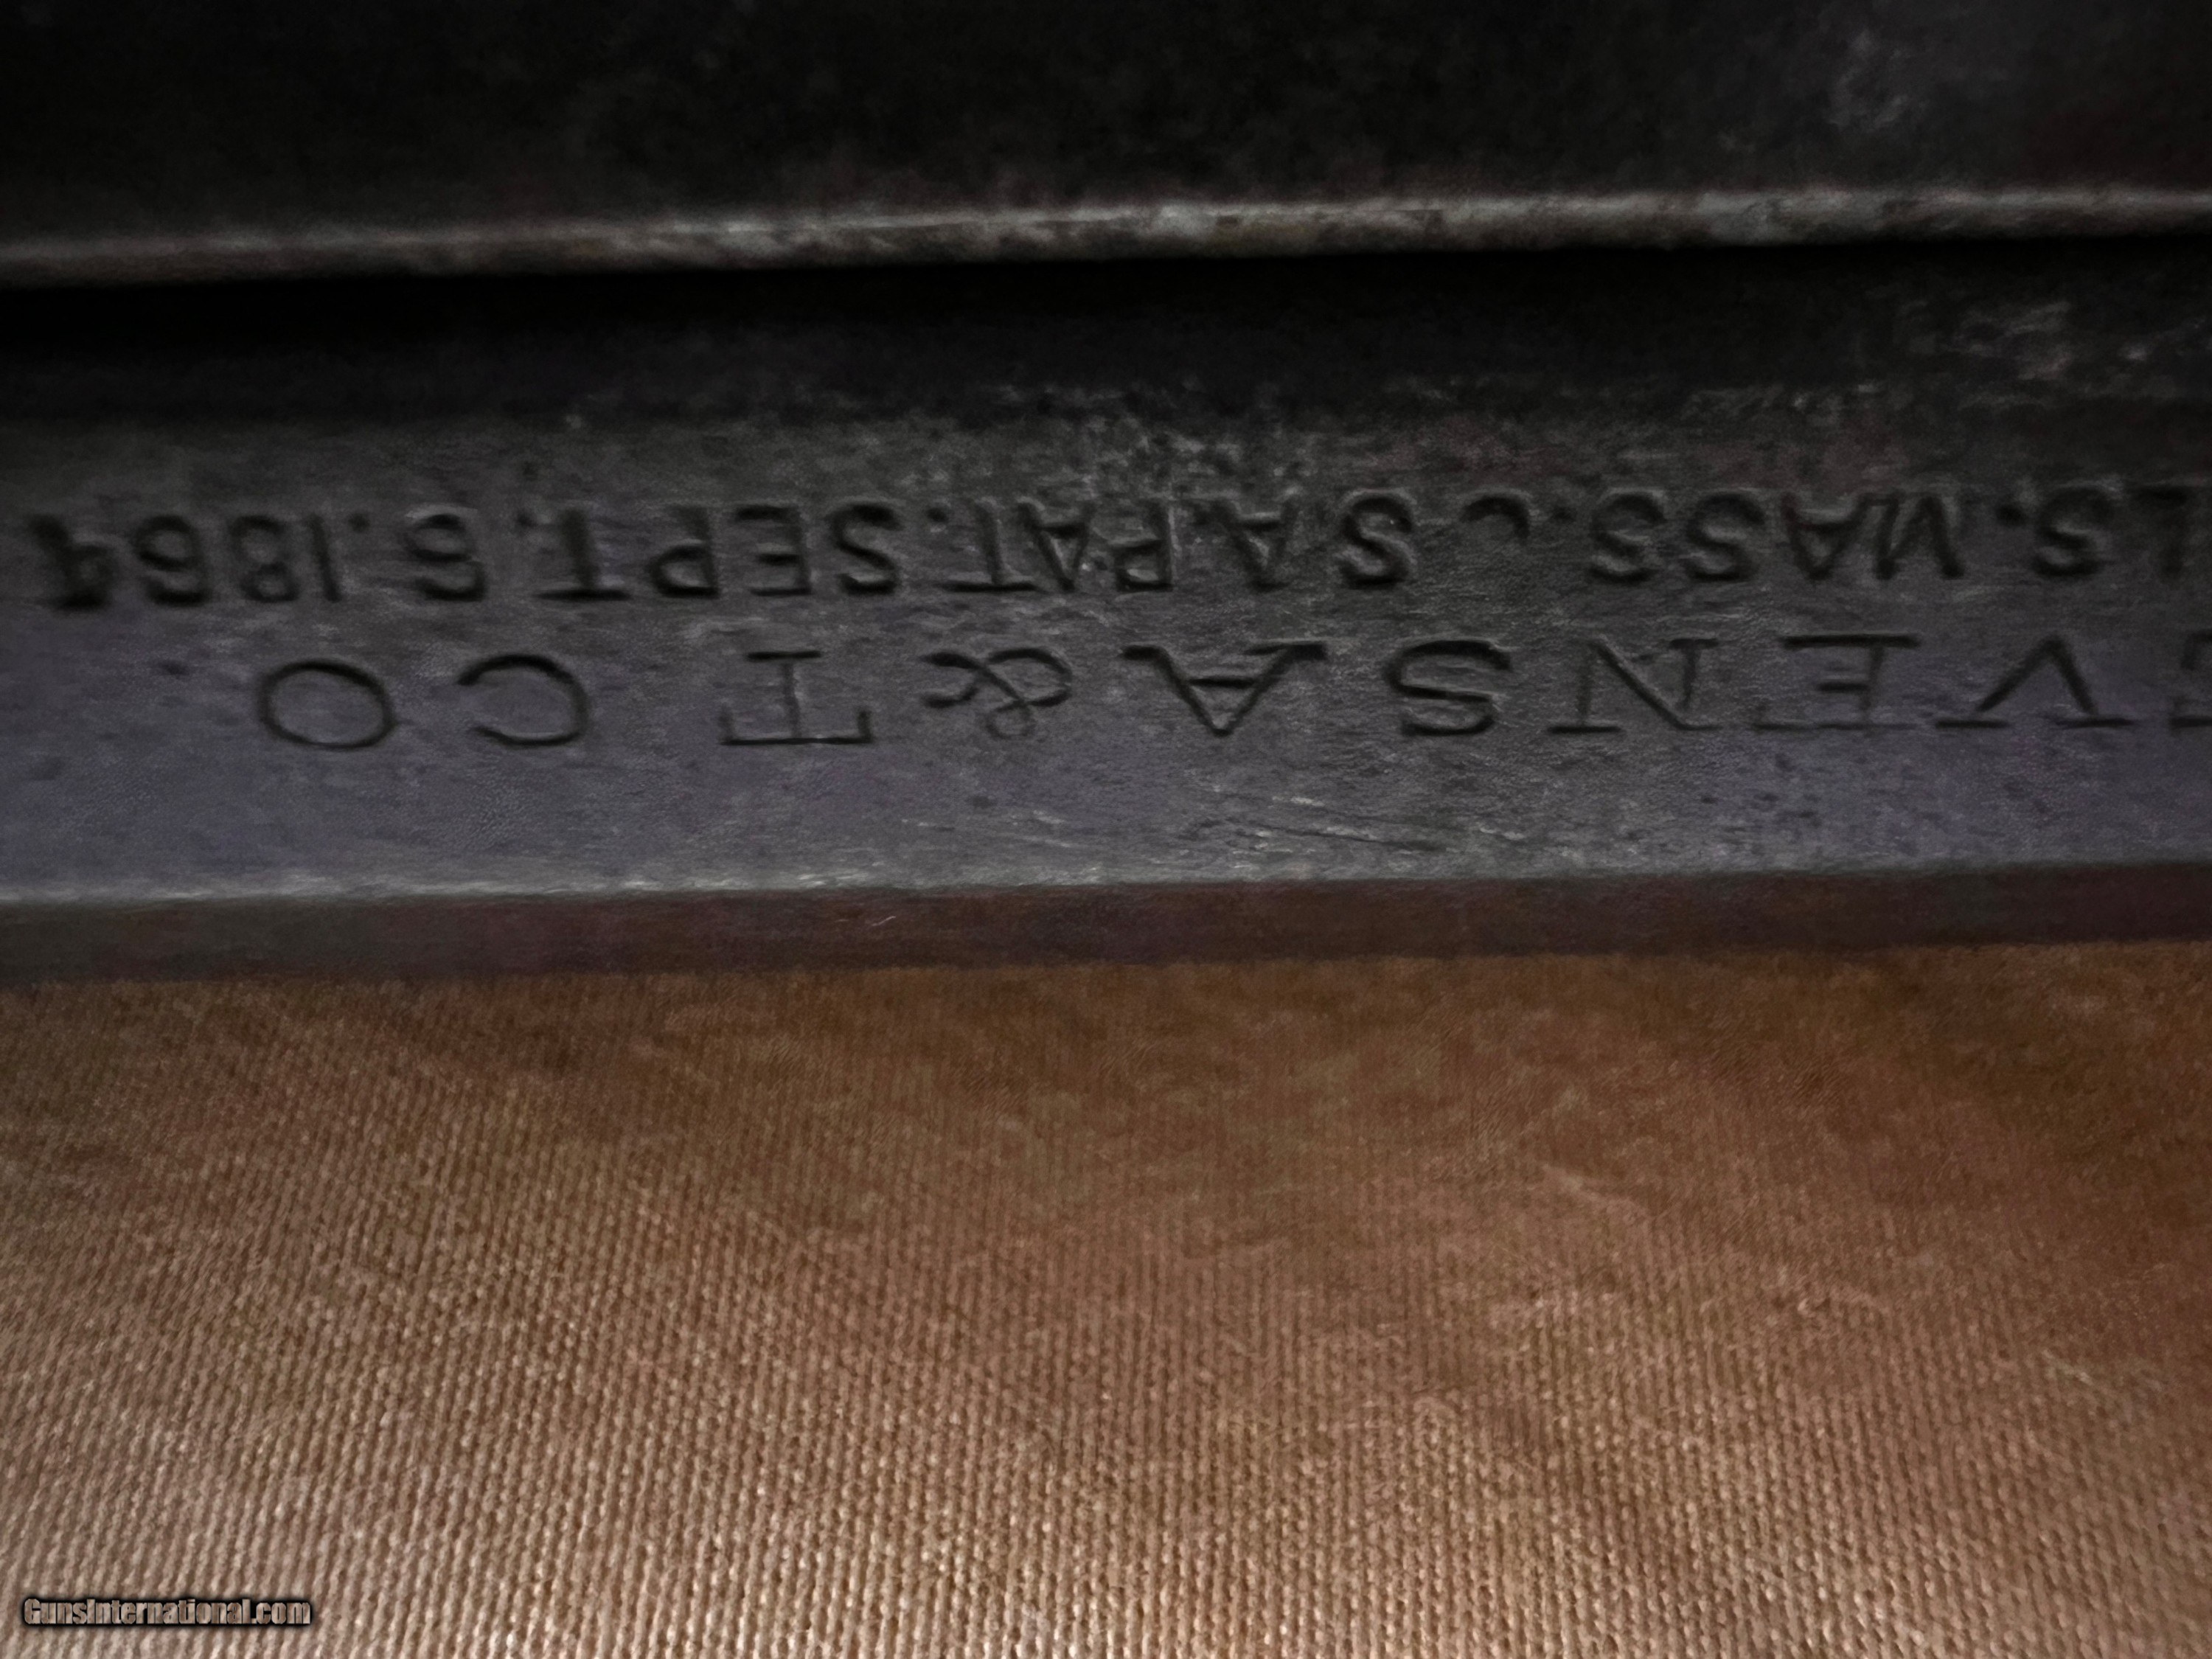 VENS A & T CO
LS. MASS. U.S.A. PAT. SEPT. 6. 1864
GunsInternational.com